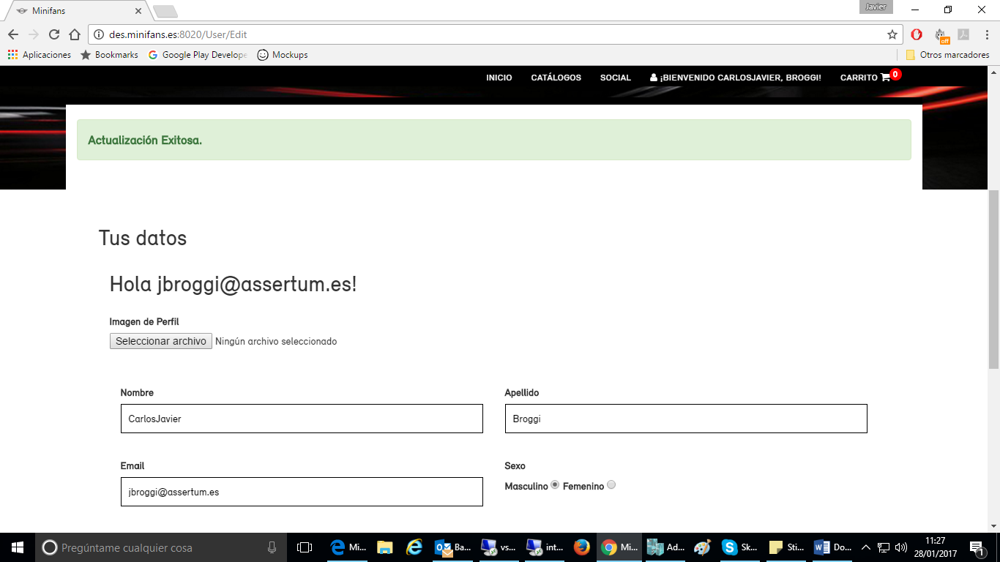 Minifans
Javier
des.minifans.es:8020/User/Edit
off
Aplicaciones Bookmarks Google Play Develope Mockups Otros marcadores
INICIO CATÁLOGOS SOCIAL ¡BIENVENIDO CARLOSJAVIER, BROGGI! CARRITO 0
Actualización Exitosa.
Tus datos
Hola jbroggi@assertum.es!
Imagen de Perfil
Seleccionar archivo Ningún archivo seleccionado
Nombre Apellido
CarlosJavier Broggi
Email Sexo
jbroggi@assertum.es Masculino Femenino
Pregúntame cualquier cosa Mi... Ba... vs... int... Mi... Ad... Sk... Sti... Do... 11:27
28/01/2017 1